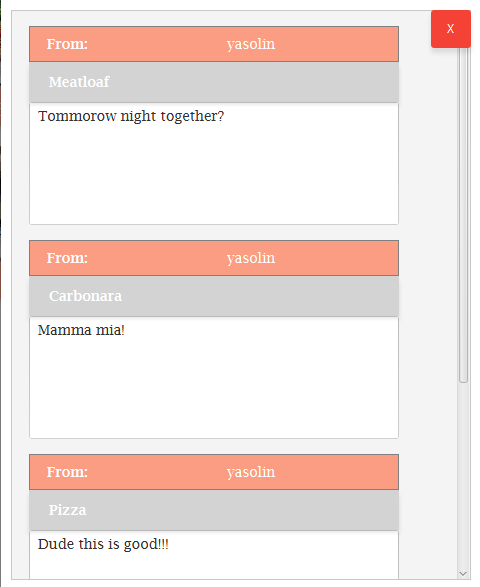 X
From: yasolin
Meatloaf
Tommorow night together?
From: yasolin
Carbonara
Mamma mia!
From: yasolin
Pizza
Dude this is good!!!